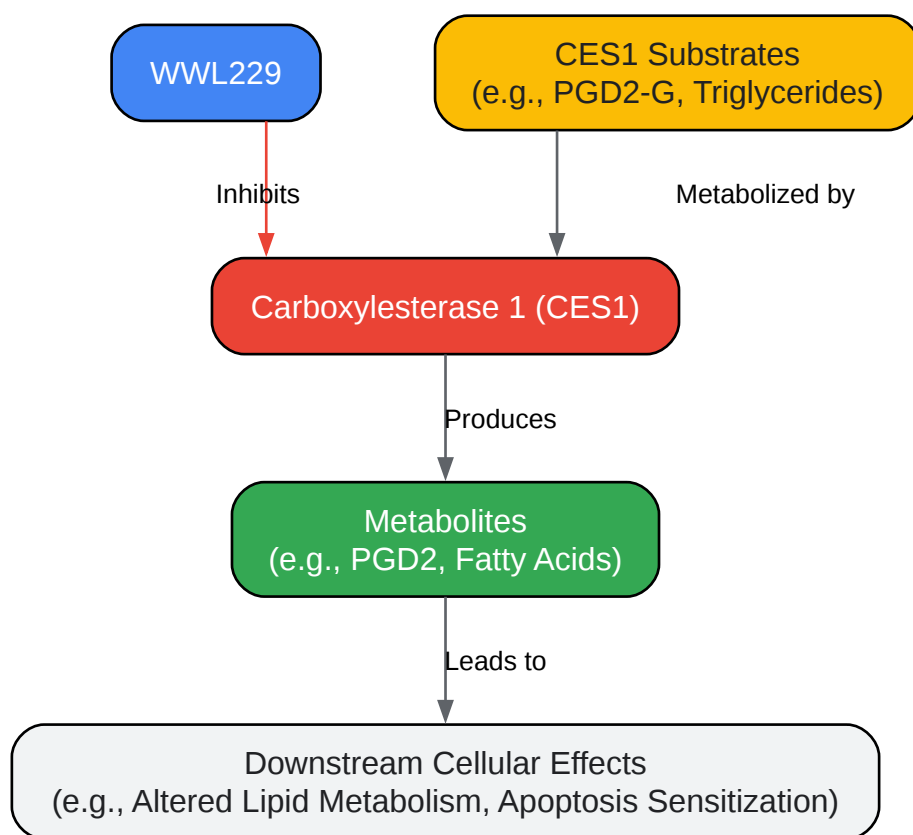 WWL229
CES1 Substrates
(e.g., PGD2-G, Triglycerides)
Inhibits
Metabolized by
Carboxylesterase 1 (CES1)
Produces
Metabolites
(e.g., PGD2, Fatty Acids)
Leads to
Downstream Cellular Effects
(e.g., Altered Lipid Metabolism, Apoptosis Sensitization)